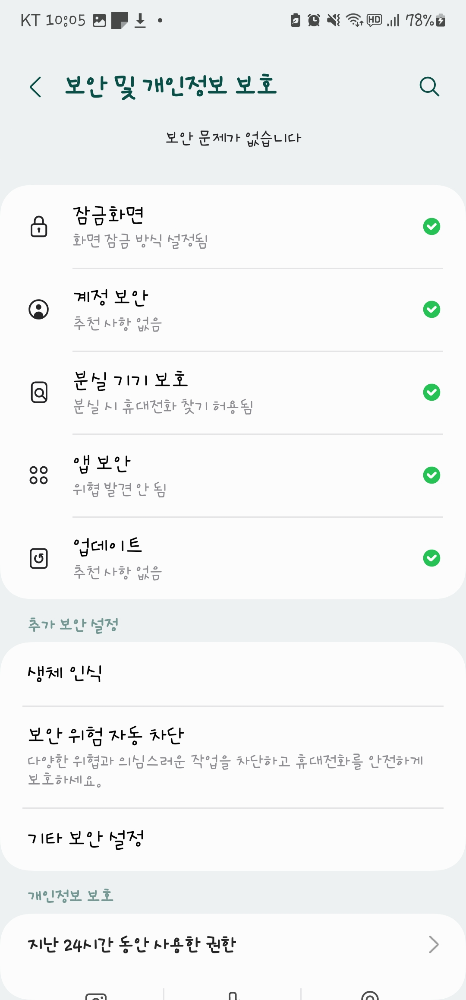 KT 10:05 HD 78%
보안 및 개인정보 보호
보안 문제가 없습니다
잠금화면
화면 잠금 방식 설정됨
계정 보안
추천 사항 없음
분실 기기 보호
분실 시 휴대전화 찾기 허용됨
앱 보안
위협 발견 안 됨
업데이트
추천 사항 없음
추가 보안 설정
생체 인식
보안 위험 자동 차단
다양한 위협과 의심스러운 작업을 차단하고 휴대전화를 안전하게
보호하세요.
기타 보안 설정
개인정보 보호
지난 24시간 동안 사용한 권한